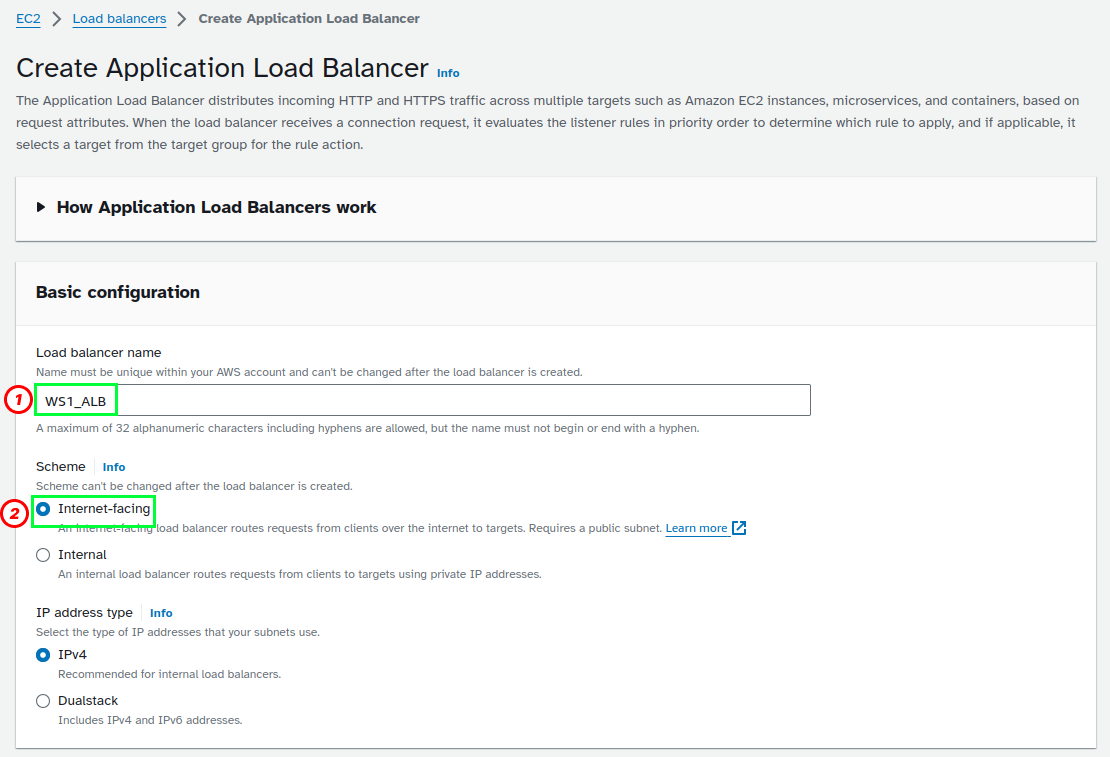 EC2 > Load balancers > Create Application Load Balancer
Create Application Load Balancer Info
The Application Load Balancer distributes incoming HTTP and HTTPS traffic across multiple targets such as Amazon EC2 instances, microservices, and containers, based on
request attributes. When the load balancer receives a connection request, it evaluates the listener rules in priority order to determine which rule to apply, and if applicable, it
selects a target from the target group for the rule action.
How Application Load Balancers work
Basic configuration
Load balancer name
Name must be unique within your AWS account and can't be changed after the load balancer is created.
1 WS1_ALB
A maximum of 32 alphanumeric characters including hyphens are allowed, but the name must not begin or end with a hyphen.
Scheme Info
Scheme can't be changed after the load balancer is created.
2 Internet-facing
An internet-facing load balancer routes requests from clients over the internet to targets. Requires a public subnet. Learn more
Internal
An internal load balancer routes requests from clients to targets using private IP addresses.
IP address type Info
Select the type of IP addresses that your subnets use.
IPv4
Recommended for internal load balancers.
Dualstack
Includes IPv4 and IPv6 addresses.